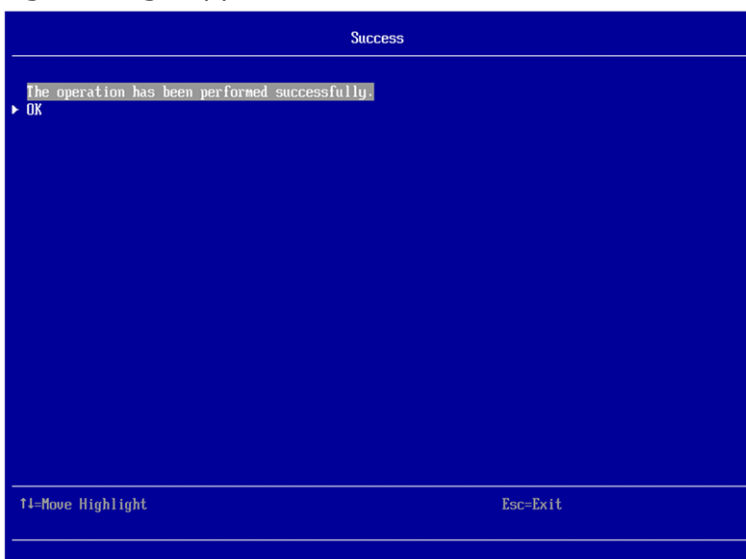 Success
The operation has been performed successfully.
▶ OK
↑↓=Move Highlight Esc=Exit